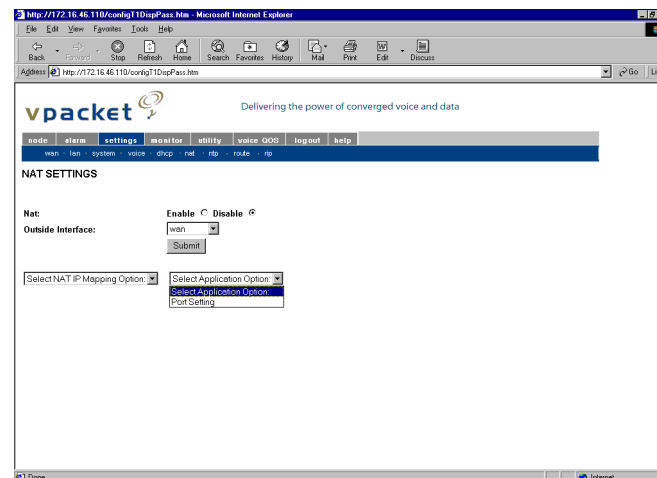 http://172.16.46.110/configT1DispPass.htm - Microsoft Internet Explorer
File Edit View Favorites Tools Help
Back Forward Stop Refresh Home Search Favorites History Mail Print Edit Discuss
Address http://172.16.46.110/configT1DispPass.htm Go
vpacket Delivering the power of converged voice and data
node alarm settings monitor utility voice QOS logout help
wan · lan · system · voice · dhcp · nat · ntp · route · rip
NAT SETTINGS
Nat: Enable Disable
Outside Interface: wan
Submit
Select NAT IP Mapping Option: Select Application Option:
Select Application Option:
Port Setting
Done Internet